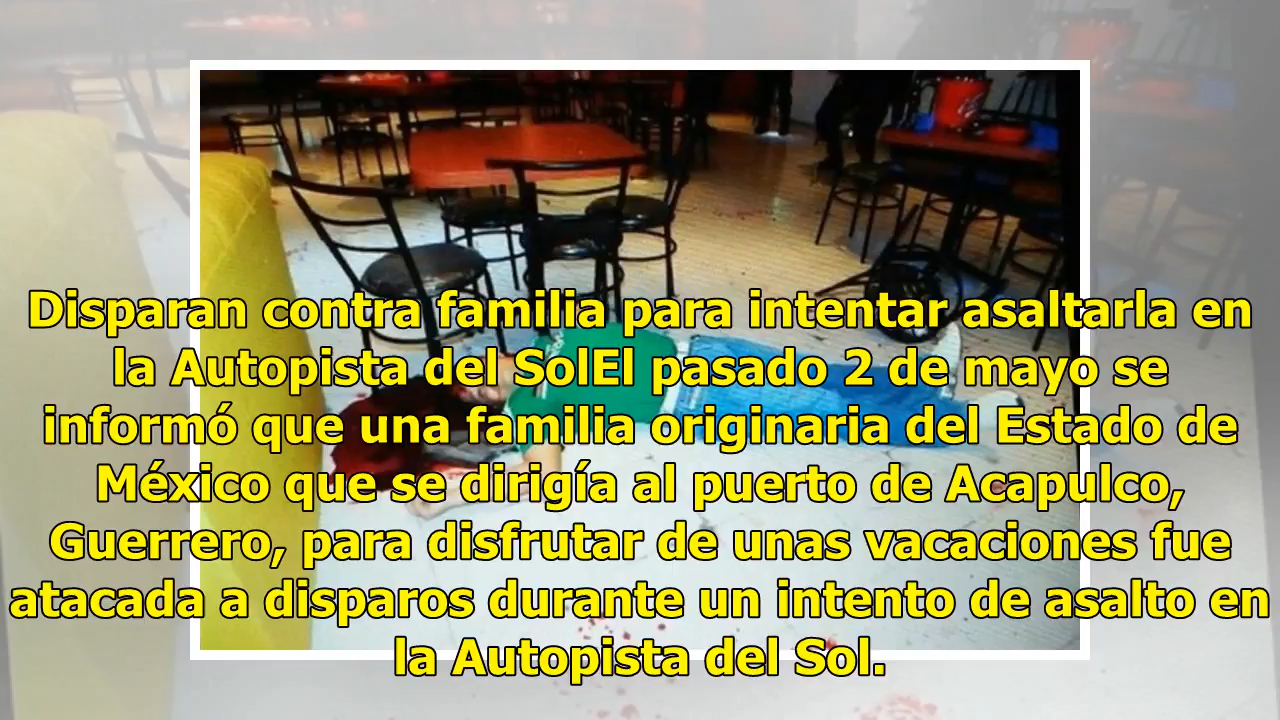 Disparan contra familia para intentar asaltarla en
la Autopista del SolEl pasado 2 de mayo se
informó que una familia originaria del Estado de
México que se dirigía al puerto de Acapulco,
Guerrero, para disfrutar de unas vacaciones fue
atacada a disparos durante un intento de asalto en
la Autopista del Sol.